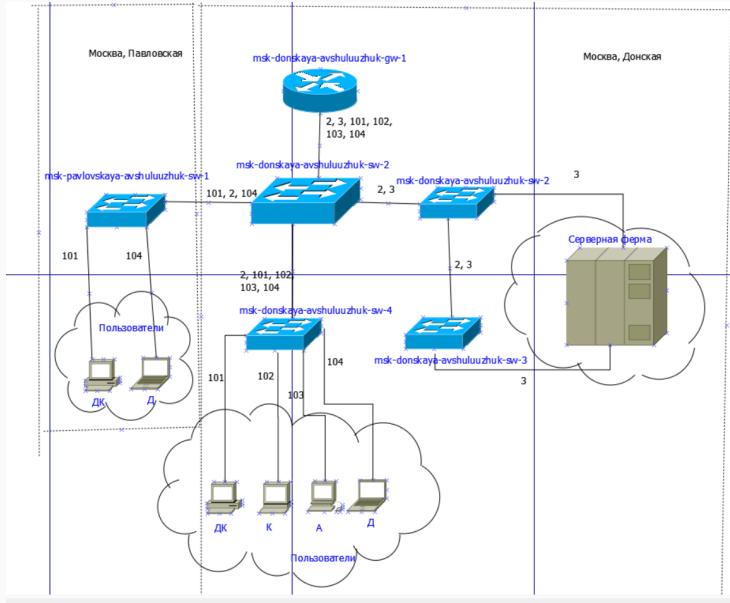 Москва, Павловская
msk-donskaya-avshuluuzhuk-gw-1
Москва, Донская
2, 3, 101, 102,
103, 104
msk-donskaya-avshuluuzhuk-sw-2
msk-pavlovskaya-avshuluuzhuk-sw-1
msk-donskaya-avshuluuzhuk-sw-2
101, 2, 104
2, 3
3
Серверная ферма
101
104
2, 101, 102,
103, 104
2, 3
msk-donskaya-avshuluuzhuk-sw-4
Пользователи
msk-donskaya-avshuluuzhuk-sw-3
101
102
103
104
3
ДК
Д
ДК
К
А
Д
Пользователи